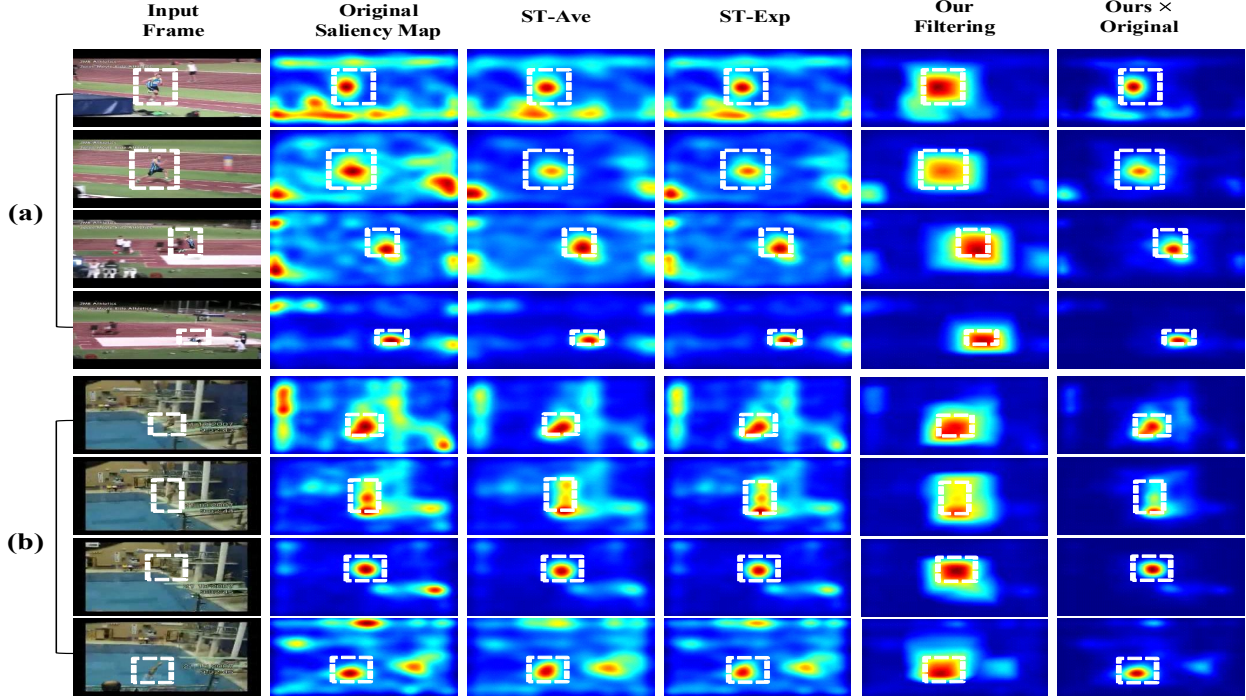 Input
Frame
Original
Saliency Map
ST-Ave
ST-Exp
Our
Filtering
Ours ×
Original
(a)
(b)